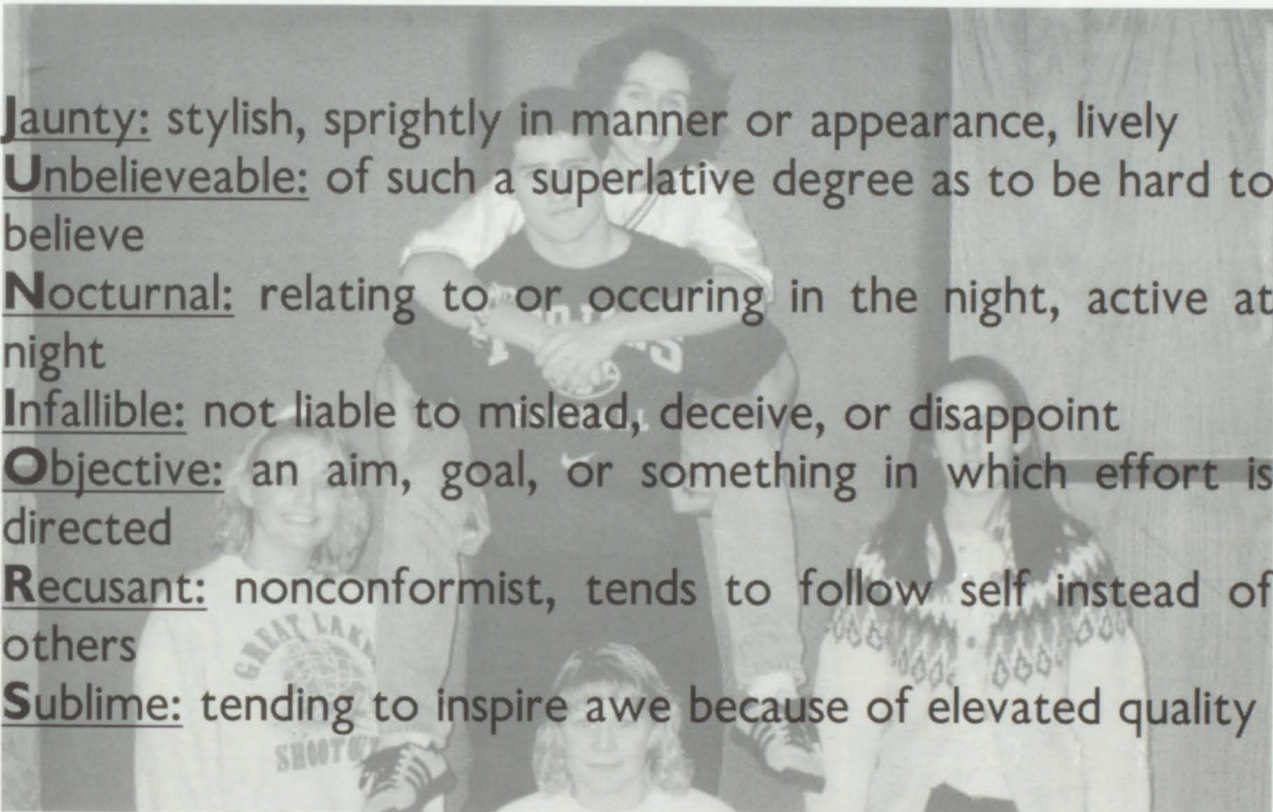 Jaunty: stylish, sprightly in manner or appearance, lively
Unbelieveable: of such a superlative degree as to be hard to
believe
Nocturnal: relating to or occuring in the night, active at
night
Infallible: not liable to mislead, deceive, or disappoint
Objective: an aim, goal, or something in which effort is
directed
Recusant: nonconformist, tends to follow self instead of
others
Sublime: tending to inspire awe because of elevated quality
GREAT LAKE
SHOOTOUT